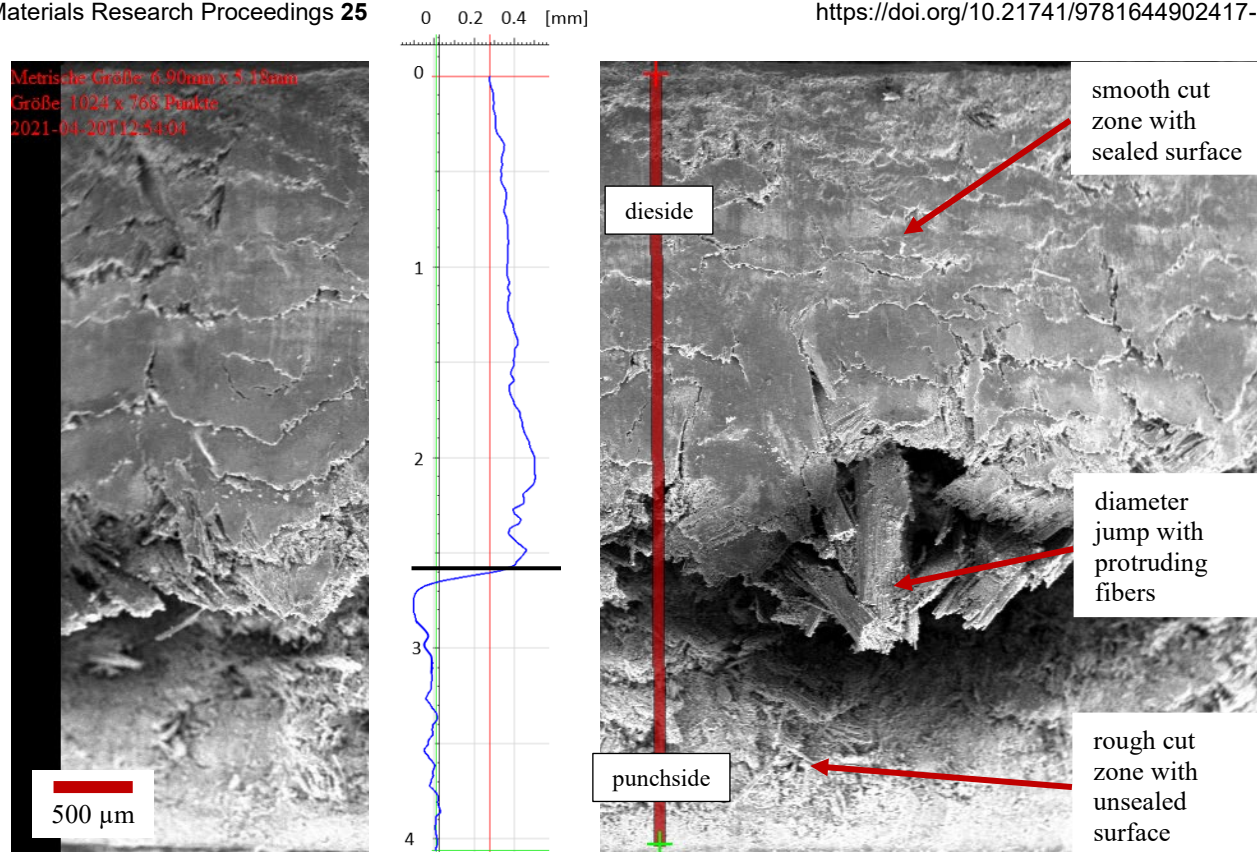 Materials Research Proceedings 25
https://doi.org/10.21741/9781644902417-
0 0.2 0.4 [mm]
Metrische Größe: 6.90mm x 5.18mm
Größe: 1024 x 768 Punkte
2021-04-20T12:54:04
0
1
2
3
4
500 µm
dieside
punchside
smooth cut
zone with
sealed surface
diameter
jump with
protruding
fibers
rough cut
zone with
unsealed
surface